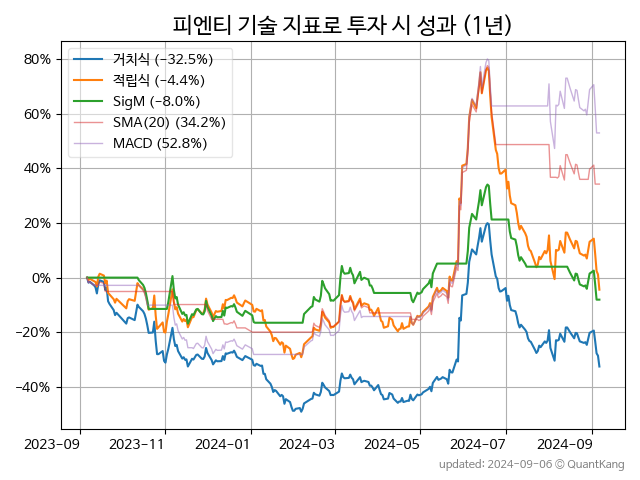 피엔티 기술 지표로 투자 시 성과 (1년)
거치식 (−32.5%)
적립식 (−4.4%)
SigM (−8.0%)
SMA(20) (34.2%)
MACD (52.8%)
80%
60%
40%
20%
0%
−20%
−40%
2023-09 2023-11 2024-01 2024-03 2024-05 2024-07 2024-09
updated: 2024-09-06 © QuantKang